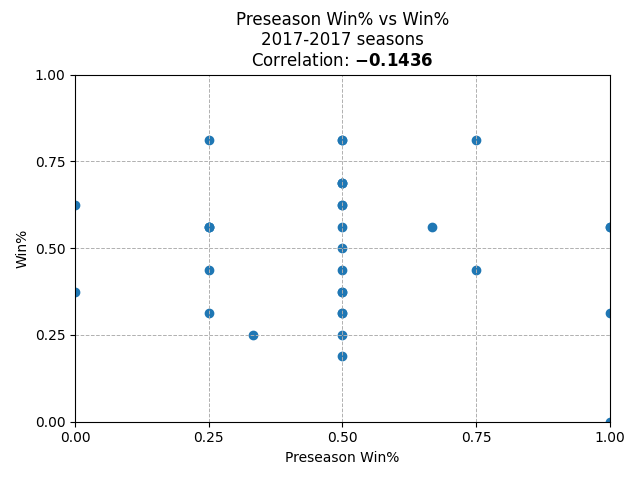 Preseason Win% vs Win%
2017-2017 seasons
Correlation: −0.1436
1.00
0.75
0.50
0.25
0.00
Win%
0.00 0.25 0.50 0.75 1.00
Preseason Win%